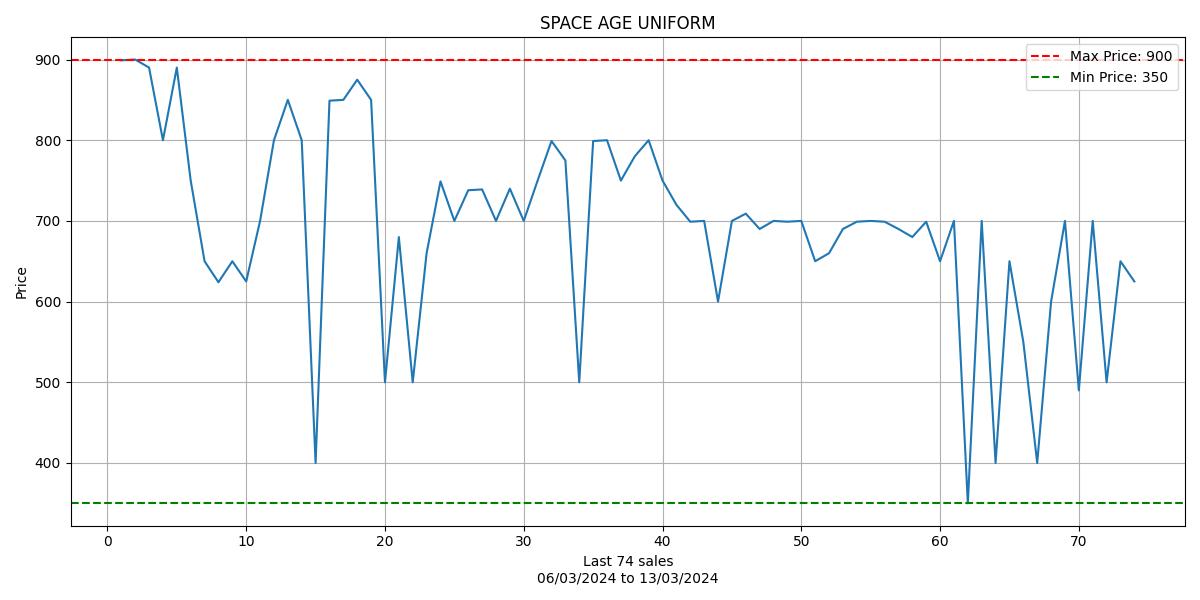 SPACE AGE UNIFORM
Max Price: 900
Min Price: 350
Price
900
800
700
600
500
400
0 10 20 30 40 50 60 70
Last 74 sales
06/03/2024 to 13/03/2024